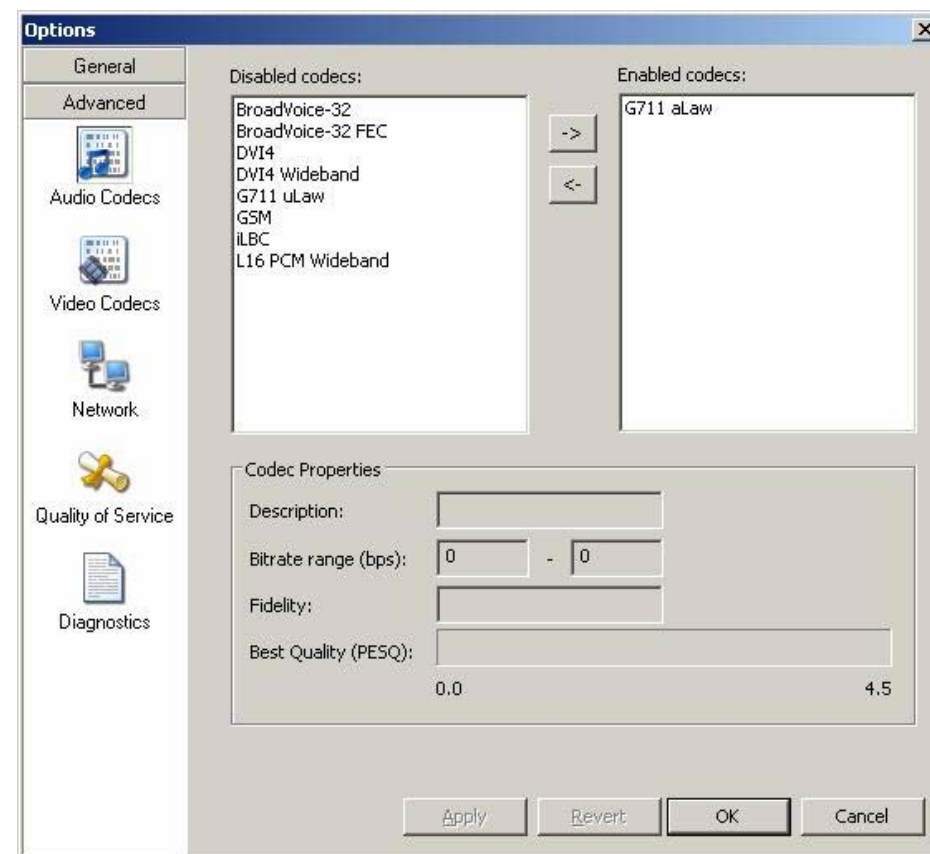 Options
General
Advanced
Audio Codecs
Video Codecs
Network
Quality of Service
Diagnostics
Disabled codecs:
BroadVoice-32
BroadVoice-32 FEC
DVI4
DVI4 Wideband
G711 uLaw
GSM
iLBC
L16 PCM Wideband
->
<-
Enabled codecs:
G711 aLaw
Codec Properties
Description:
Bitrate range (bps): 0 - 0
Fidelity:
Best Quality (PESQ):
0.0 4.5
Apply Revert OK Cancel